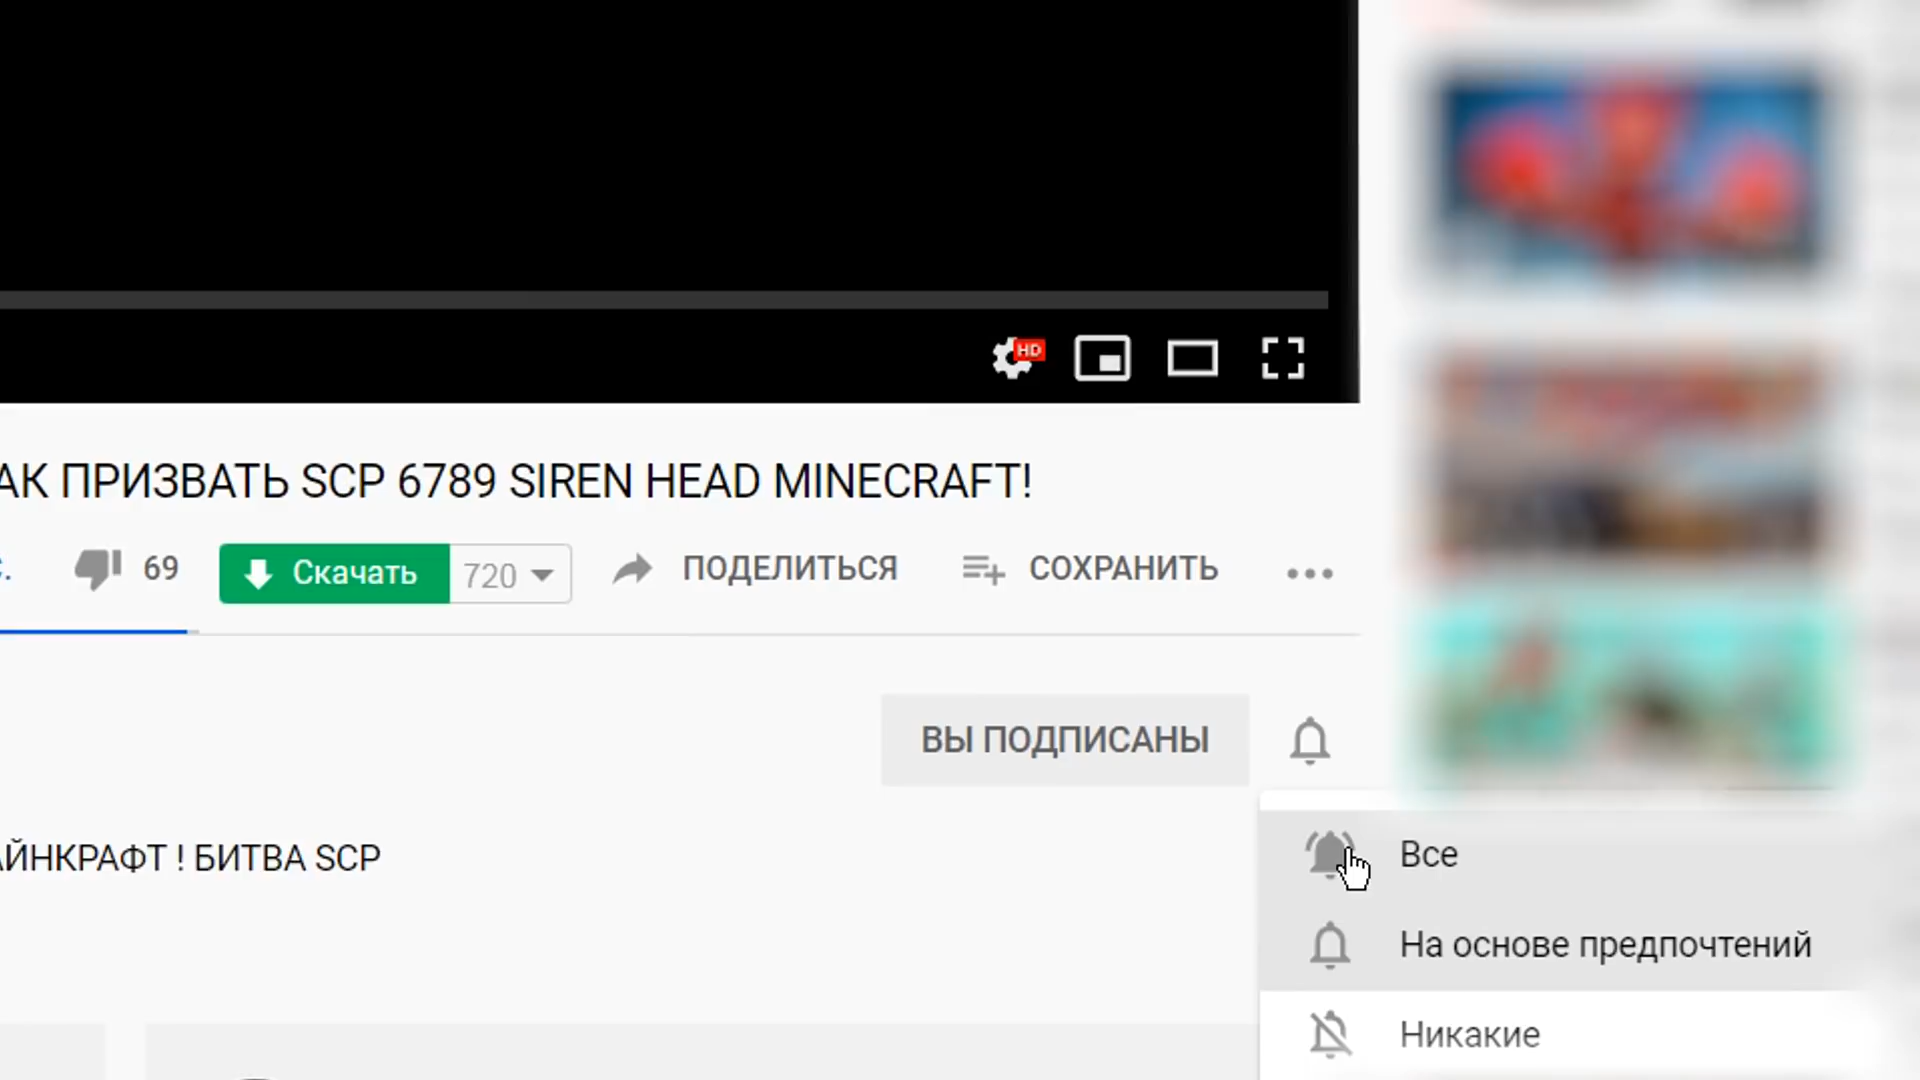 HD
АК ПРИЗВАТЬ SCP 6789 SIREN HEAD MINECRAFT!
69 Скачать 720 ПОДЕЛИТЬСЯ СОХРАНИТЬ
ВЫ ПОДПИСАНЫ
АЙНКРАФТ ! БИТВА SCP
Все
На основе предпочтений
Никакие